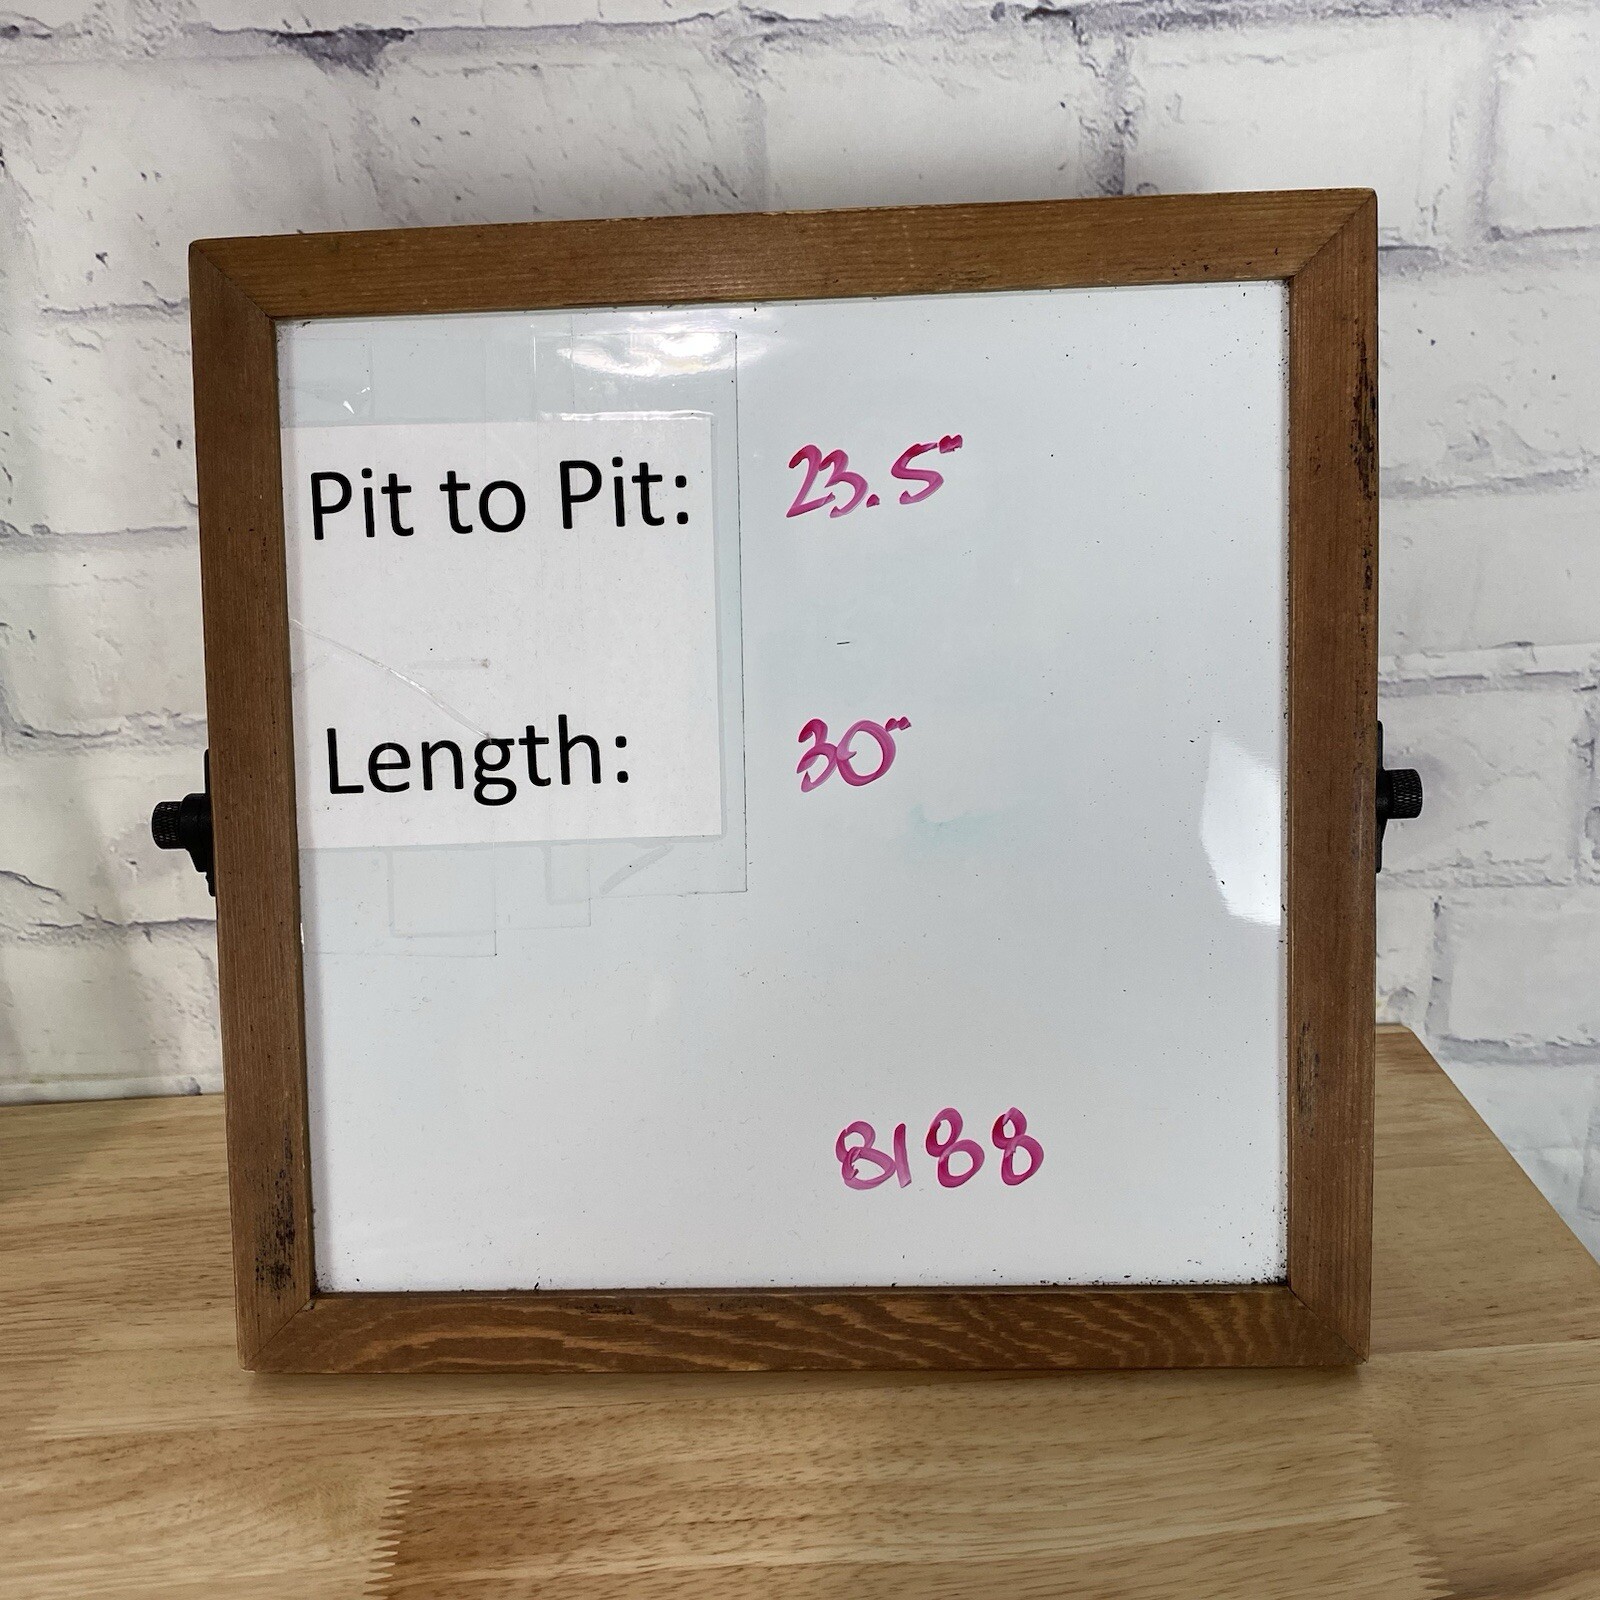 Pit to Pit: 23.5"
Length: 30"
8188